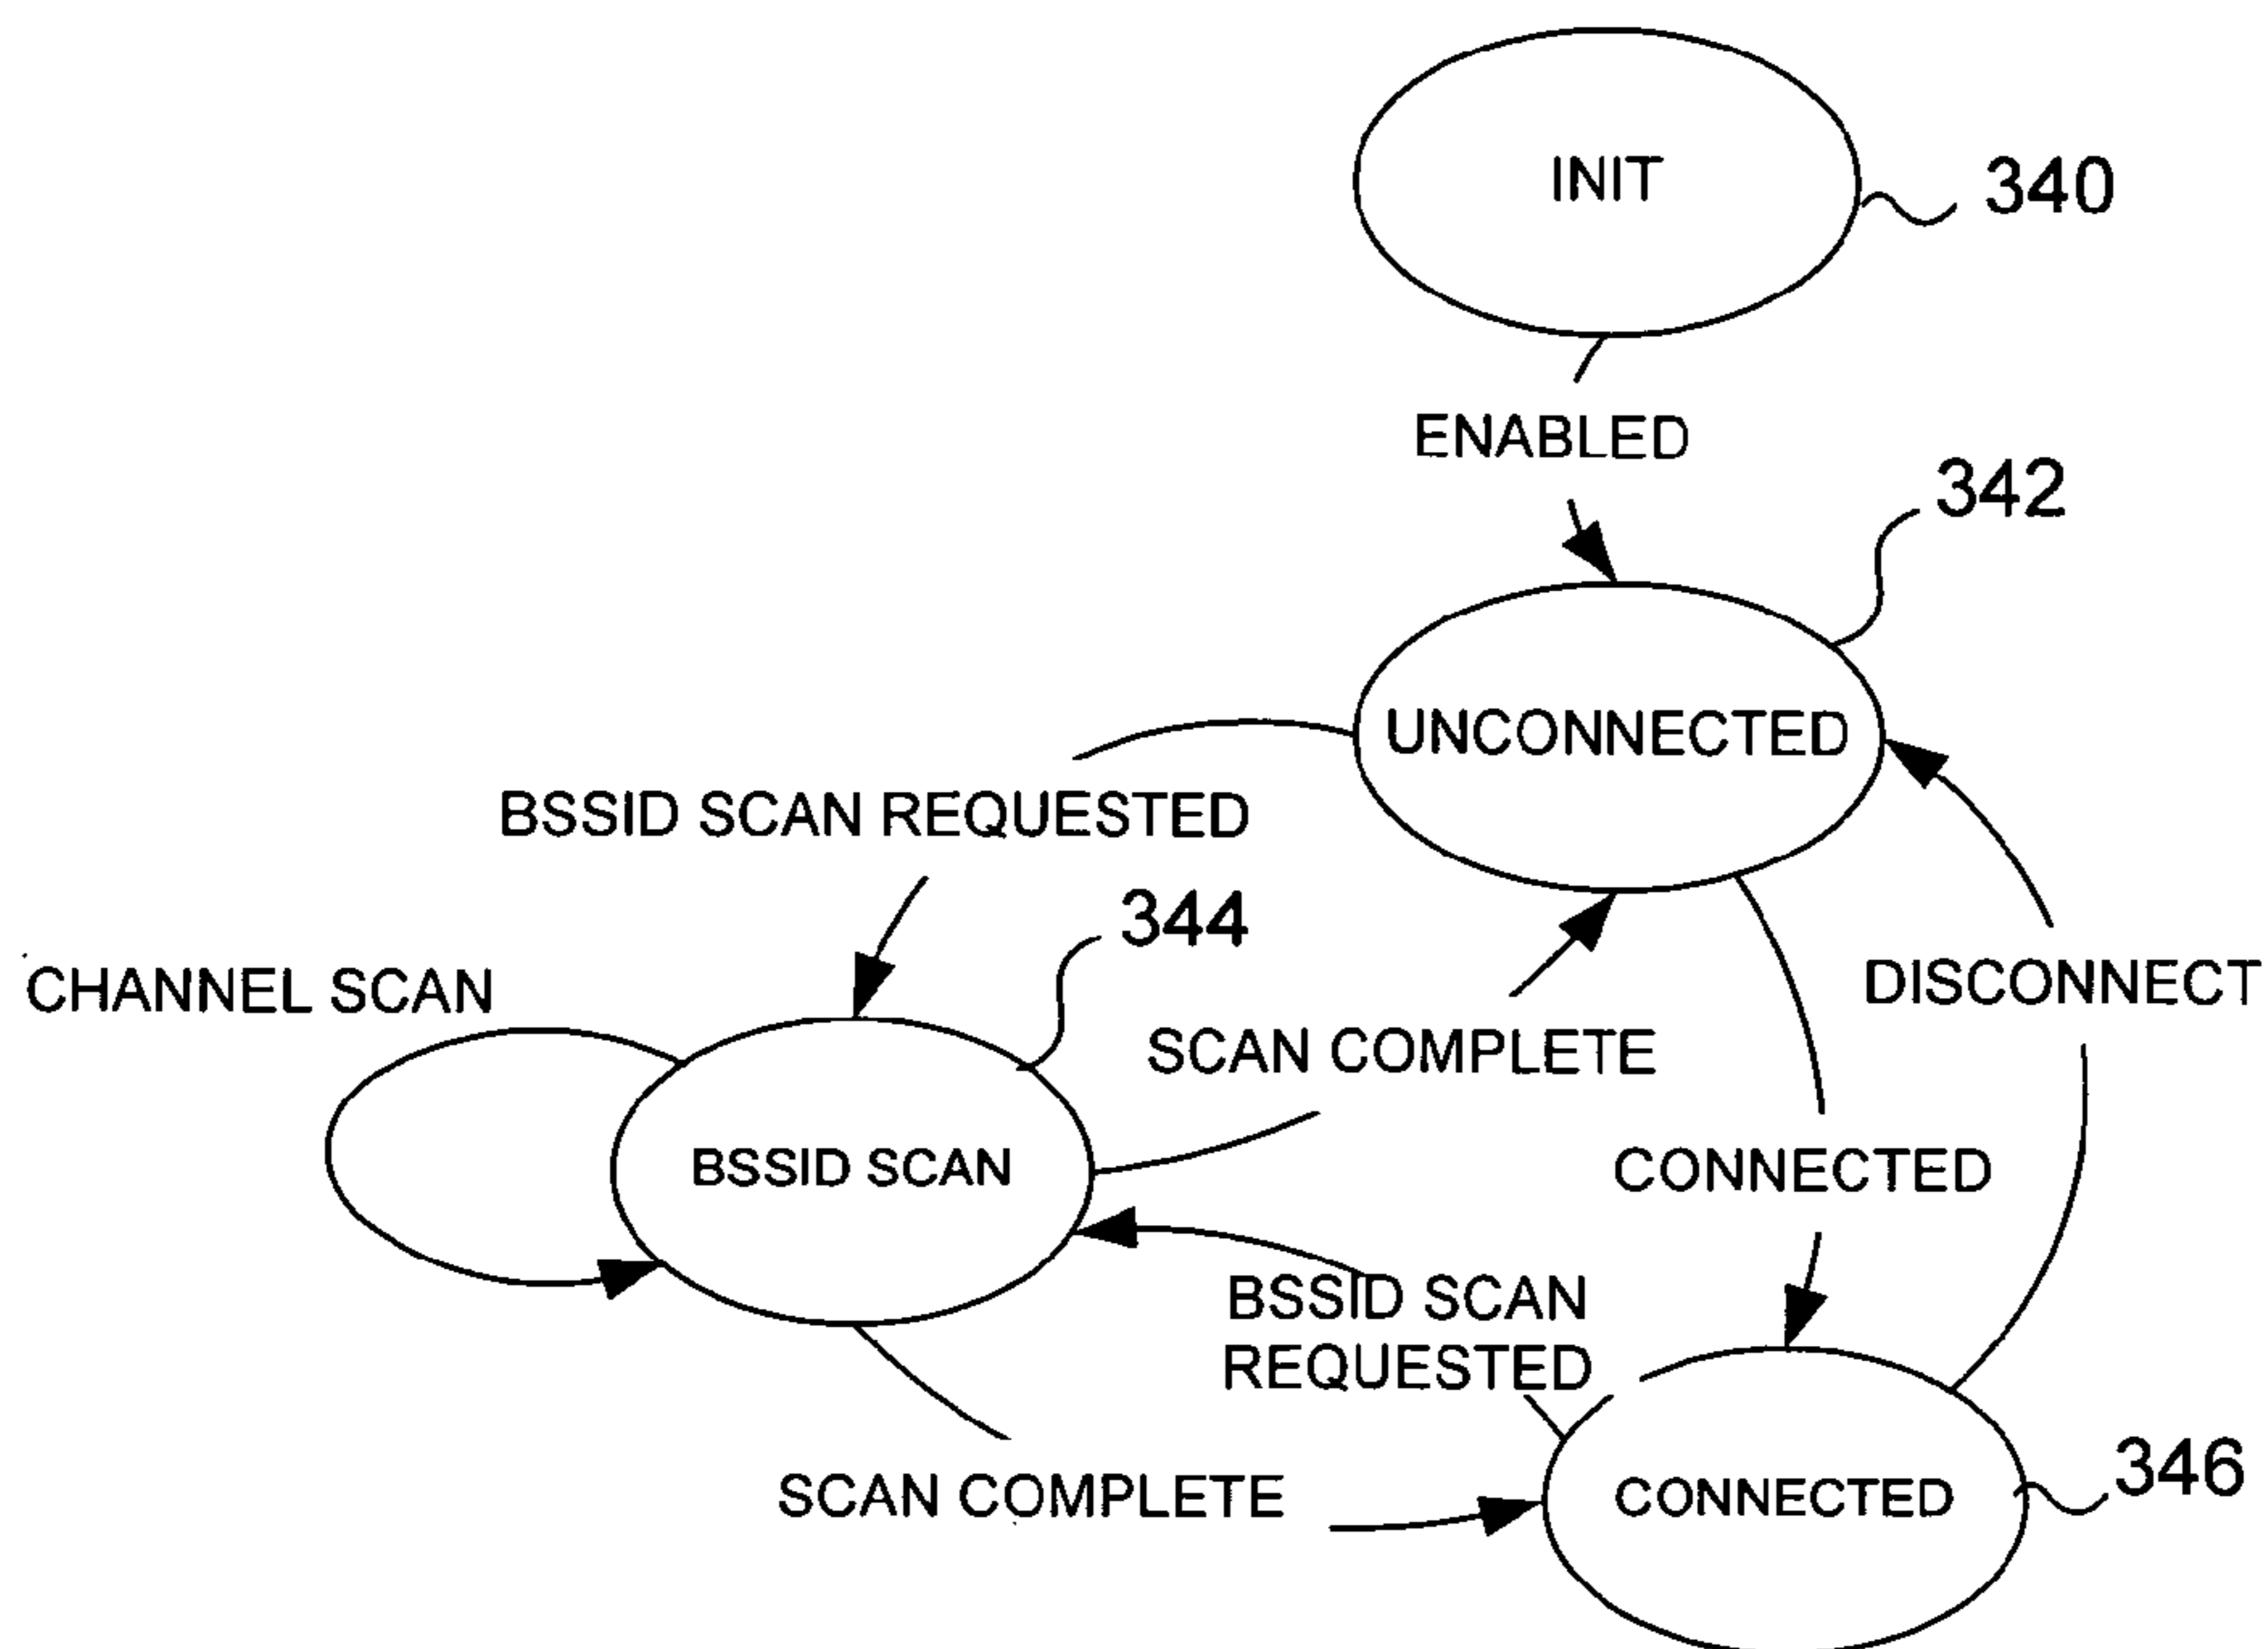 INIT
340
ENABLED
342
UNCONNECTED
BSSID SCAN REQUESTED
344
CHANNEL SCAN
DISCONNECT
SCAN COMPLETE
BSSID SCAN
CONNECTED
BSSID SCAN
REQUESTED
346
SCAN COMPLETE
CONNECTED